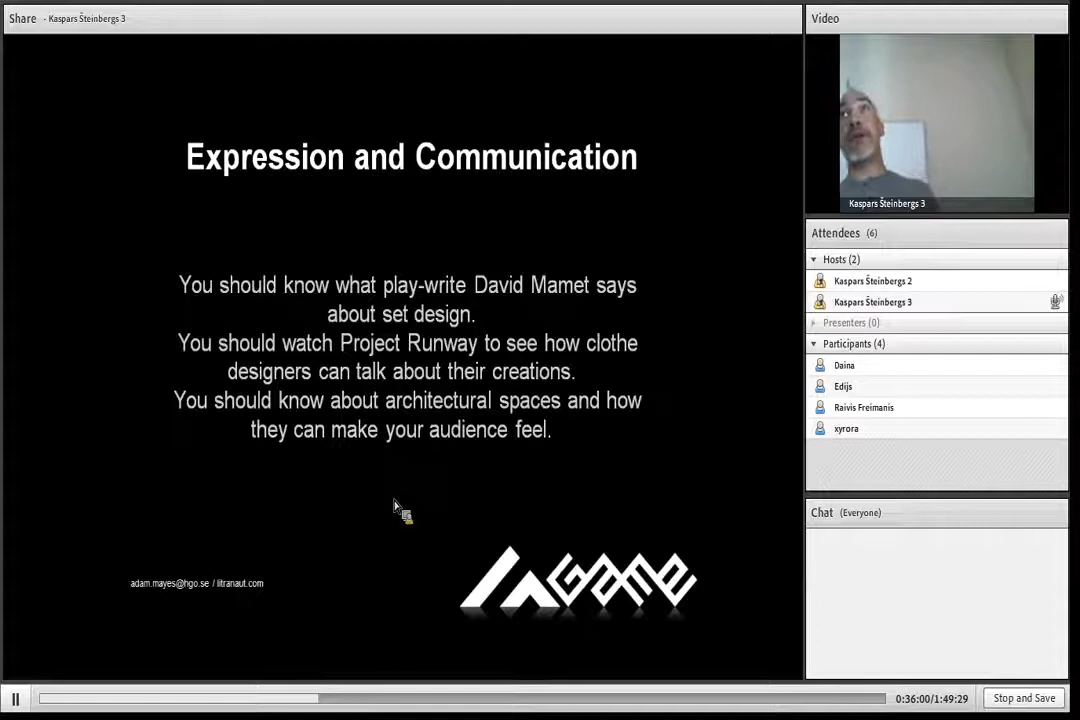 Share - Kaspars Šteinbergs 3
Expression and Communication
You should know what play-write David Mamet says
about set design.
You should watch Project Runway to see how clothe
designers can talk about their creations.
You should know about architectural spaces and how
they can make your audience feel.
adam.mayes@hgo.se / litranaut.com
GAME
Video
Kaspars Šteinbergs 3
Attendees (6)
Hosts (2)
Kaspars Šteinbergs 2
Kaspars Šteinbergs 3
Presenters (0)
Participants (4)
Daina
Edijs
Raivis Freimanis
xyrora
Chat (Everyone)
0:36:00/1:49:29
Stop and Save